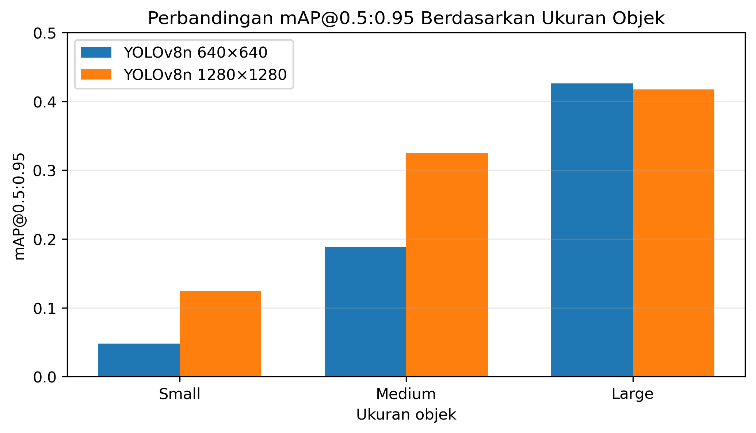 Perbandingan mAP@0.5:0.95 Berdasarkan Ukuran Objek
YOLOv8n 640×640
YOLOv8n 1280×1280
mAP@0.5:0.95
0.5
0.4
0.3
0.2
0.1
0.0
Small Medium Large
Ukuran objek